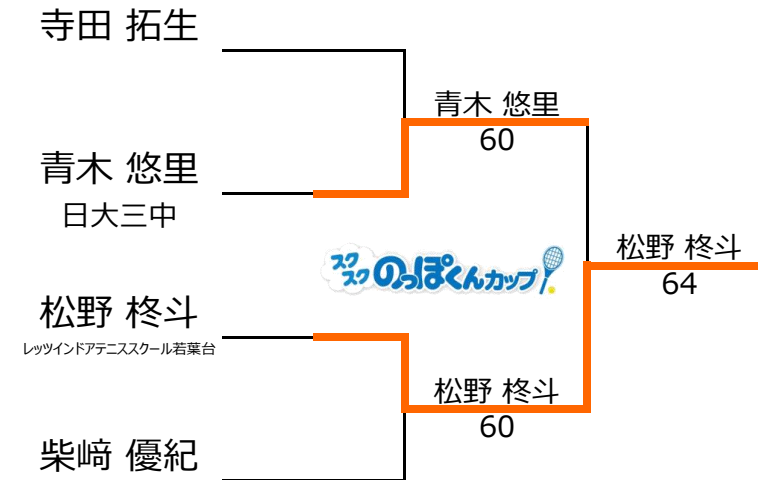 寺田 拓生
青木 悠里
60
青木 悠里
日大三中
松野 柊斗
64
スクスクのっぽくんカップ
松野 柊斗
レッツインドアテニススクール若葉台
松野 柊斗
60
柴﨑 優紀